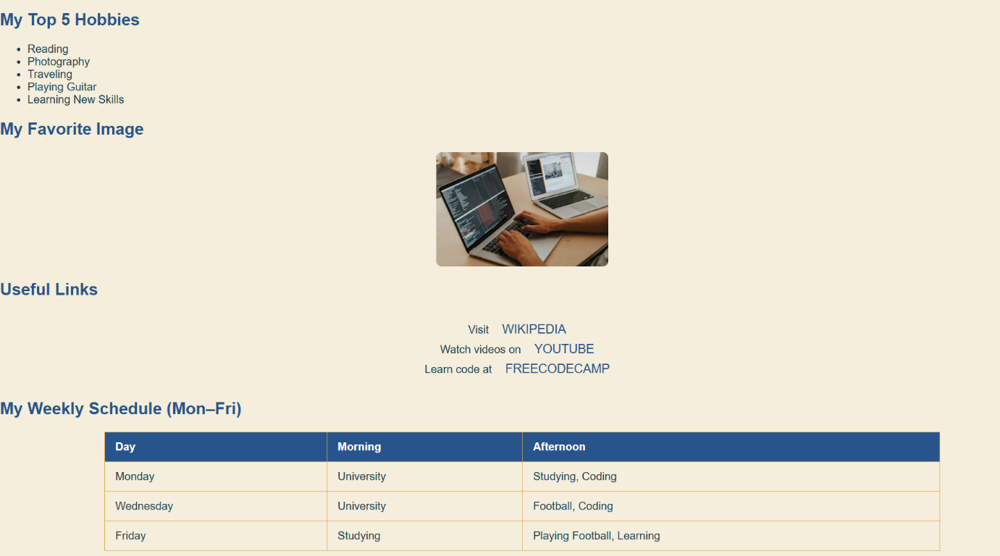 My Top 5 Hobbies
Reading
Photography
Traveling
Playing Guitar
Learning New Skills
My Favorite Image
Useful Links
Visit WIKIPEDIA
Watch videos on YOUTUBE
Learn code at FREECODECAMP
My Weekly Schedule (Mon–Fri)
Day Morning Afternoon
Monday University Studying, Coding
Wednesday University Football, Coding
Friday Studying Playing Football, Learning